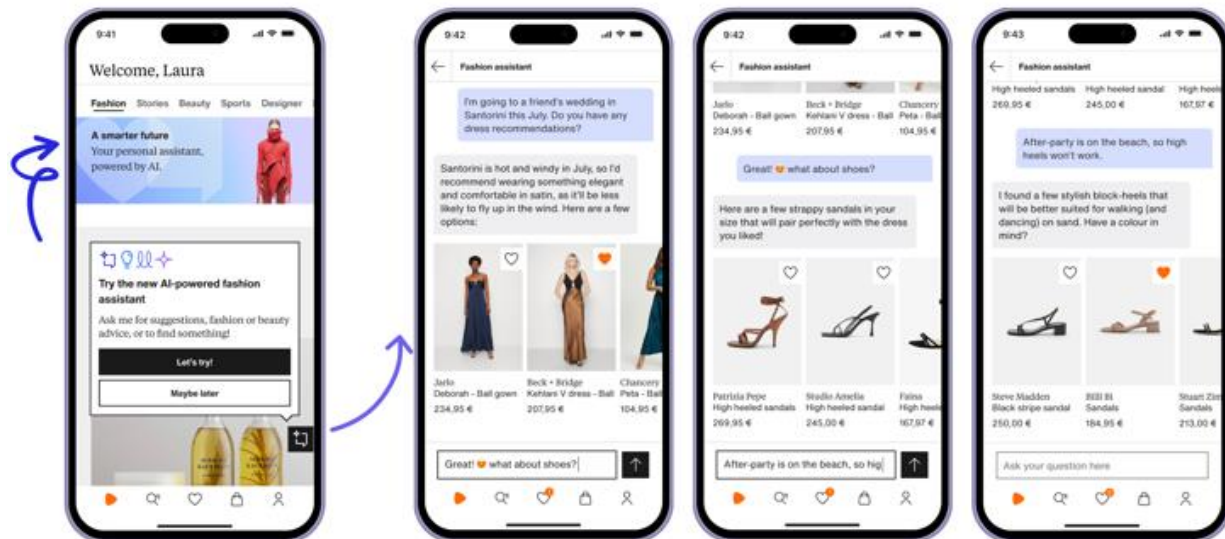 9:41
Welcome, Laura
Fashion Stories Beauty Sports Designer
A smarter future
Your personal assistant,
powered by AI.
Try the new AI-powered fashion
assistant
Ask me for suggestions, fashion or beauty
advice, or to find something!
Let's try!
Maybe later
9:42
Fashion assistant
I'm going to a friend's wedding in
Santorini this July. Do you have any
dress recommendations?
Santorini is hot and windy in July, so I'd
recommend wearing something elegant
and comfortable in satin, as it'll be less
likely to fly up in the wind. Here are a few
options:
Jarlo
Deborah - Ball gown
234,95 €
Beck + Bridge
Kehlani V dress - Ball
207,95 €
Chancery
Peta - Ball
104,95 €
Great! 🧡 what about shoes?
9:42
Fashion assistant
Jarlo
Deborah - Ball gown
234,95 €
Beck + Bridge
Kehlani V dress - Ball
207,95 €
Chancery
Peta - Ball
104,95 €
Great! 😍 what about shoes?
Here are a few strappy sandals in your
size that will pair perfectly with the dress
you liked!
Patrizia Pepe
High heeled sandals
269,95 €
Studio Amelia
High heeled sandal
245,00 €
Faina
High heels
167,97 €
After-party is on the beach, so hig
9:43
Fashion assistant
High heeled sandals
269,95 €
High heeled sandal
245,00 €
High heel
167,97 €
After-party is on the beach, so high
heels won't work.
I found a few stylish block-heels that
will be better suited for walking (and
dancing) on sand. Have a colour in
mind?
Steve Madden
Black stripe sandal
250,00 €
Billi Bi
Sandals
184,95 €
Stuart Zim
Sandals
213,00 €
Ask your question here